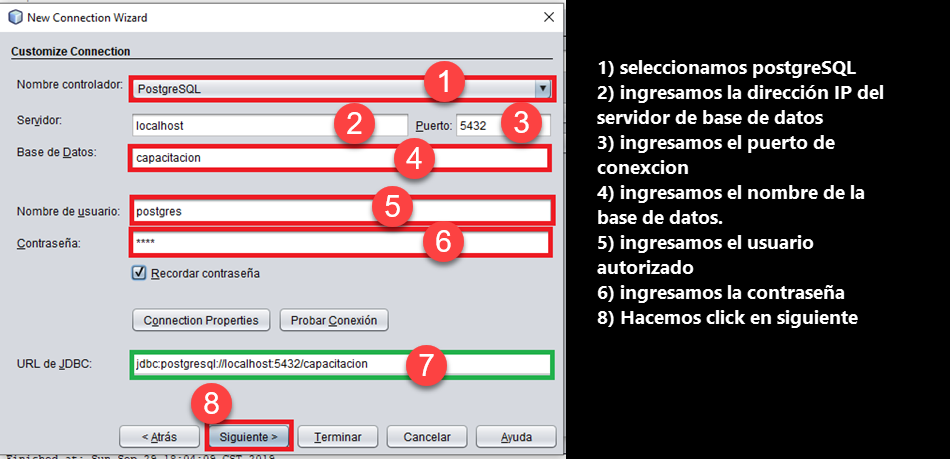 New Connection Wizard
Customize Connection
Nombre controlador: PostgreSQL 1
Servidor: localhost 2 Puerto: 5432 3
Base de Datos: capacitacion 4
Nombre de usuario: postgres 5
Contraseña: **** 6
Recordar contraseña
Connection Properties Probar Conexión
URL de JDBC: jdbc:postgresql://localhost:5432/capacitacion 7
8
< Atrás Siguiente > Terminar Cancelar Ayuda
Finished at: Sun Sep 29 18:04:09 CST 2019
1) seleccionamos postgreSQL
2) ingresamos la dirección IP del
servidor de base de datos
3) ingresamos el puerto de
conexcion
4) ingresamos el nombre de la
base de datos.
5) ingresamos el usuario
autorizado
6) ingresamos la contraseña
8) Hacemos click en siguiente